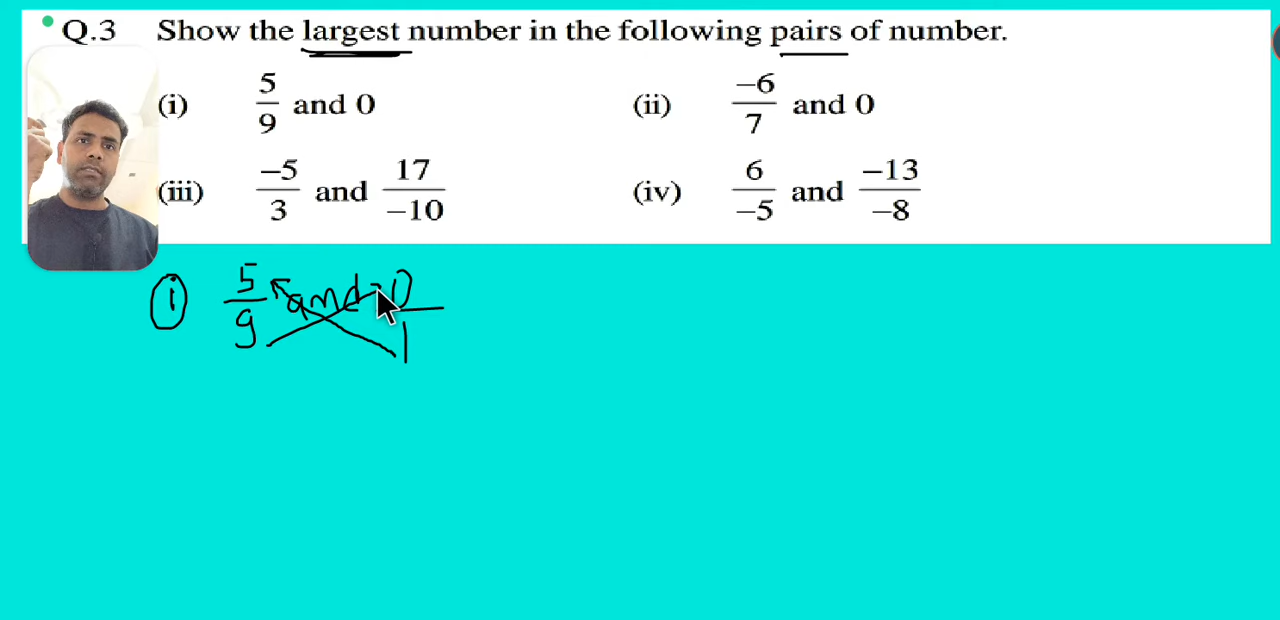 Q.3 Show the largest number in the following pairs of number.
(i) 5/9 and 0 (ii) -6/7 and 0
(iii) -5/3 and 17/-10 (iv) 6/-5 and -13/-8
(i) 5/9 and 0/1